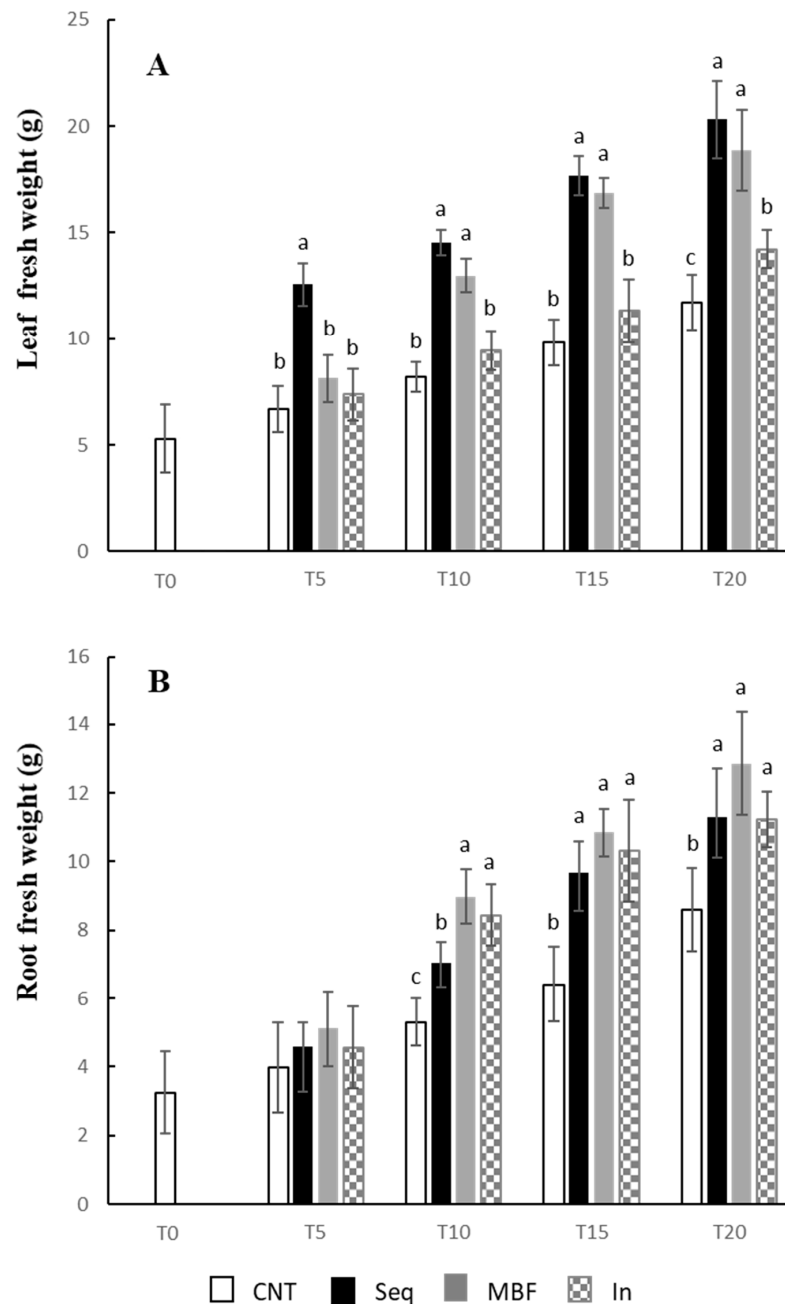 A
Leaf fresh weight (g)
25
20
15
10
5
0
b a b b
b a a b
b a a b
c a a b
T0 T5 T10 T15 T20
B
Root fresh weight (g)
16
14
12
10
8
6
4
2
0
c b a a
b a a a
b a a a
T0 T5 T10 T15 T20
CNT Seq MBF In